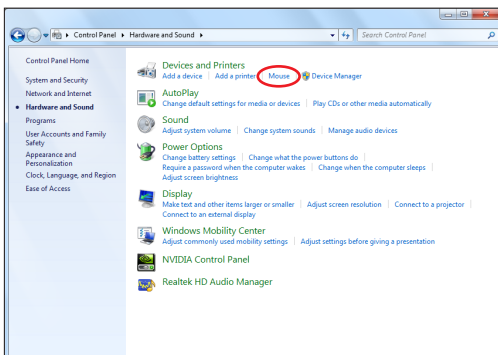 Control Panel ▸ Hardware and Sound ▸
Search Control Panel
Control Panel Home
System and Security
Network and Internet
Hardware and Sound
Programs
User Accounts and Family
Safety
Appearance and
Personalization
Clock, Language, and Region
Ease of Access
Devices and Printers
Add a device | Add a printer | Mouse | Device Manager
AutoPlay
Change default settings for media or devices | Play CDs or other media automatically
Sound
Adjust system volume | Change system sounds | Manage audio devices
Power Options
Change battery settings | Change what the power buttons do |
Require a password when the computer wakes | Change when the computer sleeps |
Adjust screen brightness
Display
Make text and other items larger or smaller | Adjust screen resolution | Connect to a projector |
Connect to an external display
Windows Mobility Center
Adjust commonly used mobility settings | Adjust settings before giving a presentation
NVIDIA Control Panel
Realtek HD Audio Manager